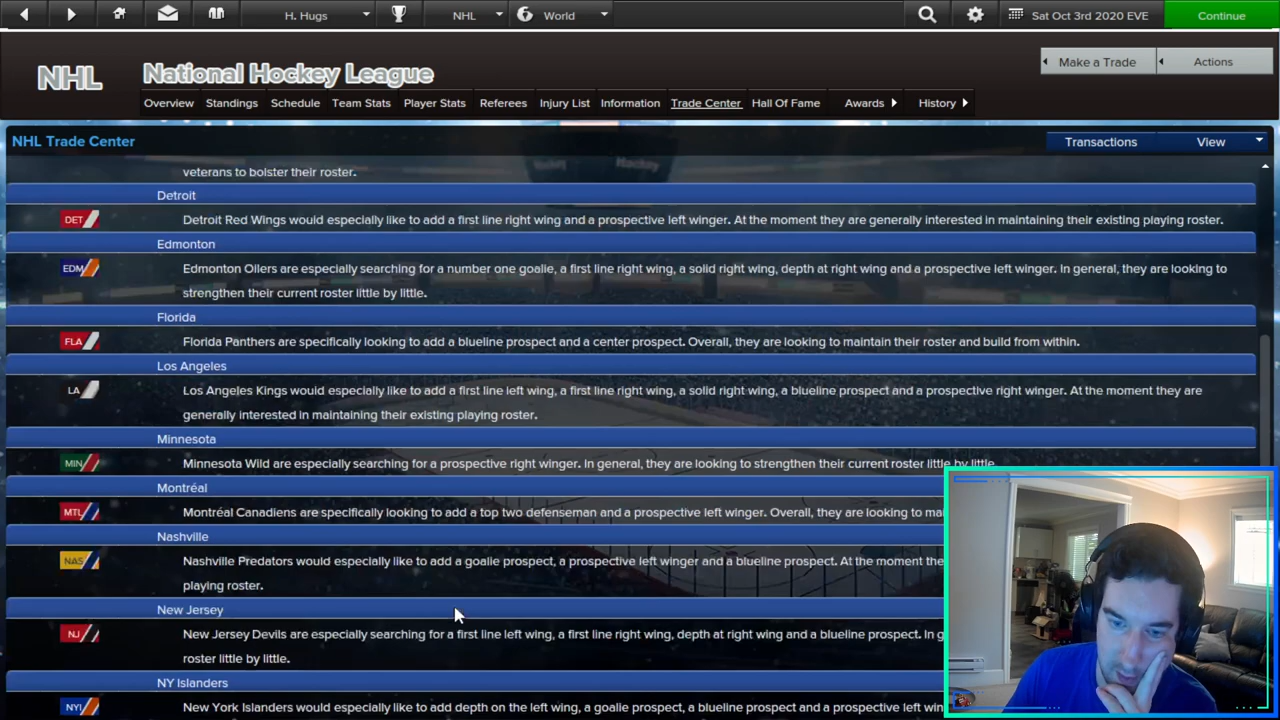 H. Hugs
NHL
World
Sat Oct 3rd 2020 EVE
Continue
NHL
National Hockey League
Make a Trade
Actions
Overview
Standings
Schedule
Team Stats
Player Stats
Referees
Injury List
Information
Trade Center
Hall Of Fame
Awards
History
NHL Trade Center
Transactions
View
veterans to bolster their roster.
Detroit
DET
Detroit Red Wings would especially like to add a first line right wing and a prospective left winger. At the moment they are generally interested in maintaining their existing playing roster.
Edmonton
EDM
Edmonton Oilers are especially searching for a number one goalie, a first line right wing, a solid right wing, depth at right wing and a prospective left winger. In general, they are looking to
strengthen their current roster little by little.
Florida
FLA
Florida Panthers are specifically looking to add a blueline prospect and a center prospect. Overall, they are looking to maintain their roster and build from within.
Los Angeles
LA
Los Angeles Kings would especially like to add a first line left wing, a first line right wing, a solid right wing, a blueline prospect and a prospective right winger. At the moment they are
generally interested in maintaining their existing playing roster.
Minnesota
MIN
Minnesota Wild are especially searching for a prospective right winger. In general, they are looking to strengthen their current roster little by little.
Montréal
MTL
Montréal Canadiens are specifically looking to add a top two defenseman and a prospective left winger. Overall, they are looking to ma
Nashville
NAS
Nashville Predators would especially like to add a goalie prospect, a prospective left winger and a blueline prospect. At the moment the
playing roster.
New Jersey
NJ
New Jersey Devils are especially searching for a first line left wing, a first line right wing, depth at right wing and a blueline prospect. In g
roster little by little.
NY Islanders
NYI
New York Islanders would especially like to add depth on the left wing, a goalie prospect, a blueline prospect and a prospective left win